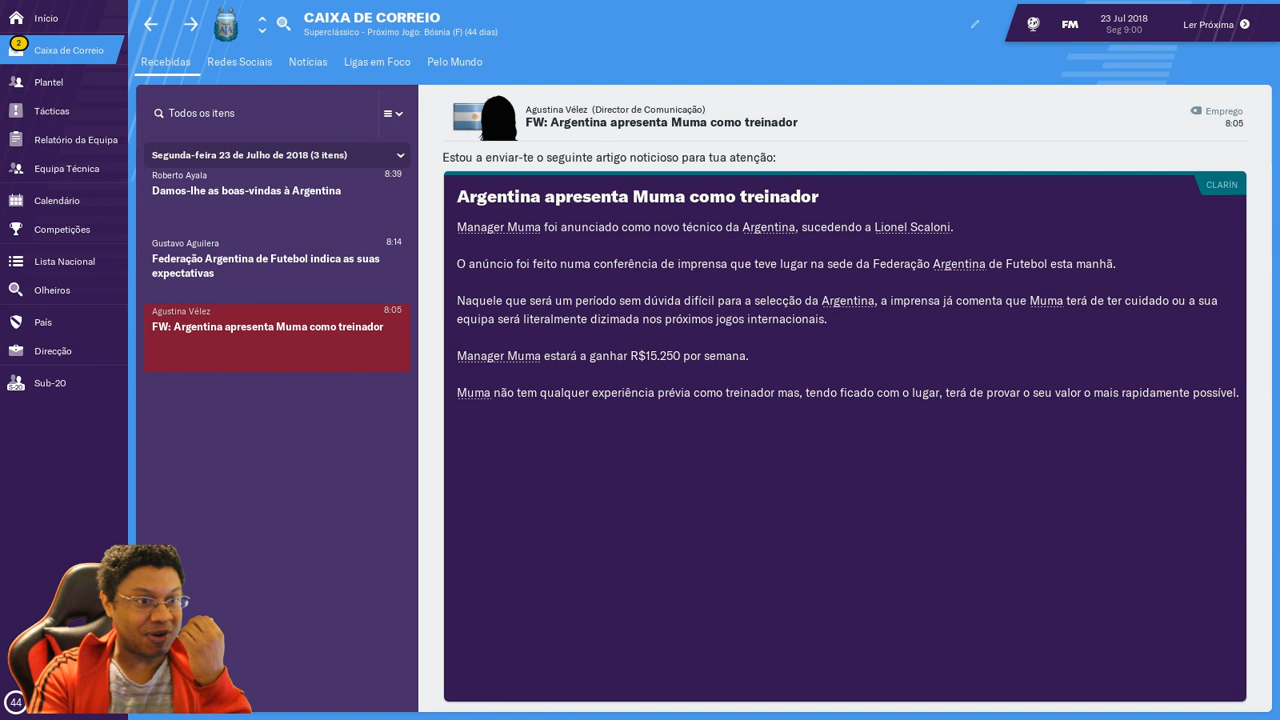 Início
CAIXA DE CORREIO
Superclássico - Próximo Jogo: Bósnia (F) (44 dias)
FM
23 Jul 2018
Seg 9:00
Ler Próxima
2
Caixa de Correio
Recebidas
Redes Sociais
Notícias
Ligas em Foco
Pelo Mundo
Plantel
Tácticas
Relatório da Equipa
Equipa Técnica
Calendário
Competições
Lista Nacional
Olheiros
País
Direcção
S-20
Sub-20
44
Todos os itens
Segunda-feira 23 de Julho de 2018 (3 itens)
Roberto Ayala
8:39
Damos-lhe as boas-vindas à Argentina
Gustavo Aguilera
8:14
Federação Argentina de Futebol indica as suas
expectativas
Agustina Vélez
8:05
FW: Argentina apresenta Muma como treinador
Agustina Vélez (Director de Comunicação)
FW: Argentina apresenta Muma como treinador
Emprego
8:05
Estou a enviar-te o seguinte artigo noticioso para tua atenção:
CLARÍN
Argentina apresenta Muma como treinador
Manager Muma foi anunciado como novo técnico da Argentina, sucedendo a Lionel Scaloni.
O anúncio foi feito numa conferência de imprensa que teve lugar na sede da Federação Argentina de Futebol esta manhã.
Naquele que será um período sem dúvida difícil para a selecção da Argentina, a imprensa já comenta que Muma terá de ter cuidado ou a sua
equipa será literalmente dizimada nos próximos jogos internacionais.
Manager Muma estará a ganhar R$15.250 por semana.
Muma não tem qualquer experiência prévia como treinador mas, tendo ficado com o lugar, terá de provar o seu valor o mais rapidamente possível.